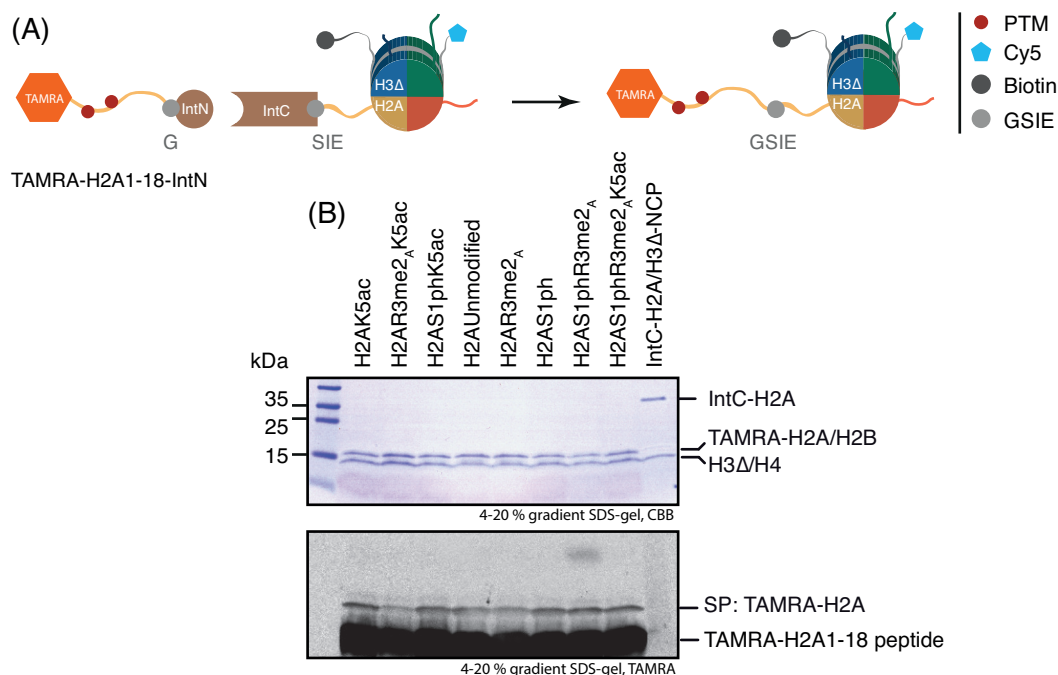 (A)
TAMRA
IntN
G
IntC
SIE
H3Δ
H2A
TAMRA
GSIE
H3Δ
H2A
PTM
Cy5
Biotin
GSIE
TAMRA-H2A1-18-IntN
(B)
H2AK5ac
H2AR3me2AK5ac
H2AS1phK5ac
H2AUnmodified
H2AR3me2A
H2AS1ph
H2AS1phR3me2A
H2AS1phR3me2AK5ac
IntC-H2A/H3Δ-NCP
kDa
35
25
15
IntC-H2A
TAMRA-H2A/H2B
H3Δ/H4
4-20 % gradient SDS-gel, CBB
SP: TAMRA-H2A
TAMRA-H2A1-18 peptide
4-20 % gradient SDS-gel, TAMRA